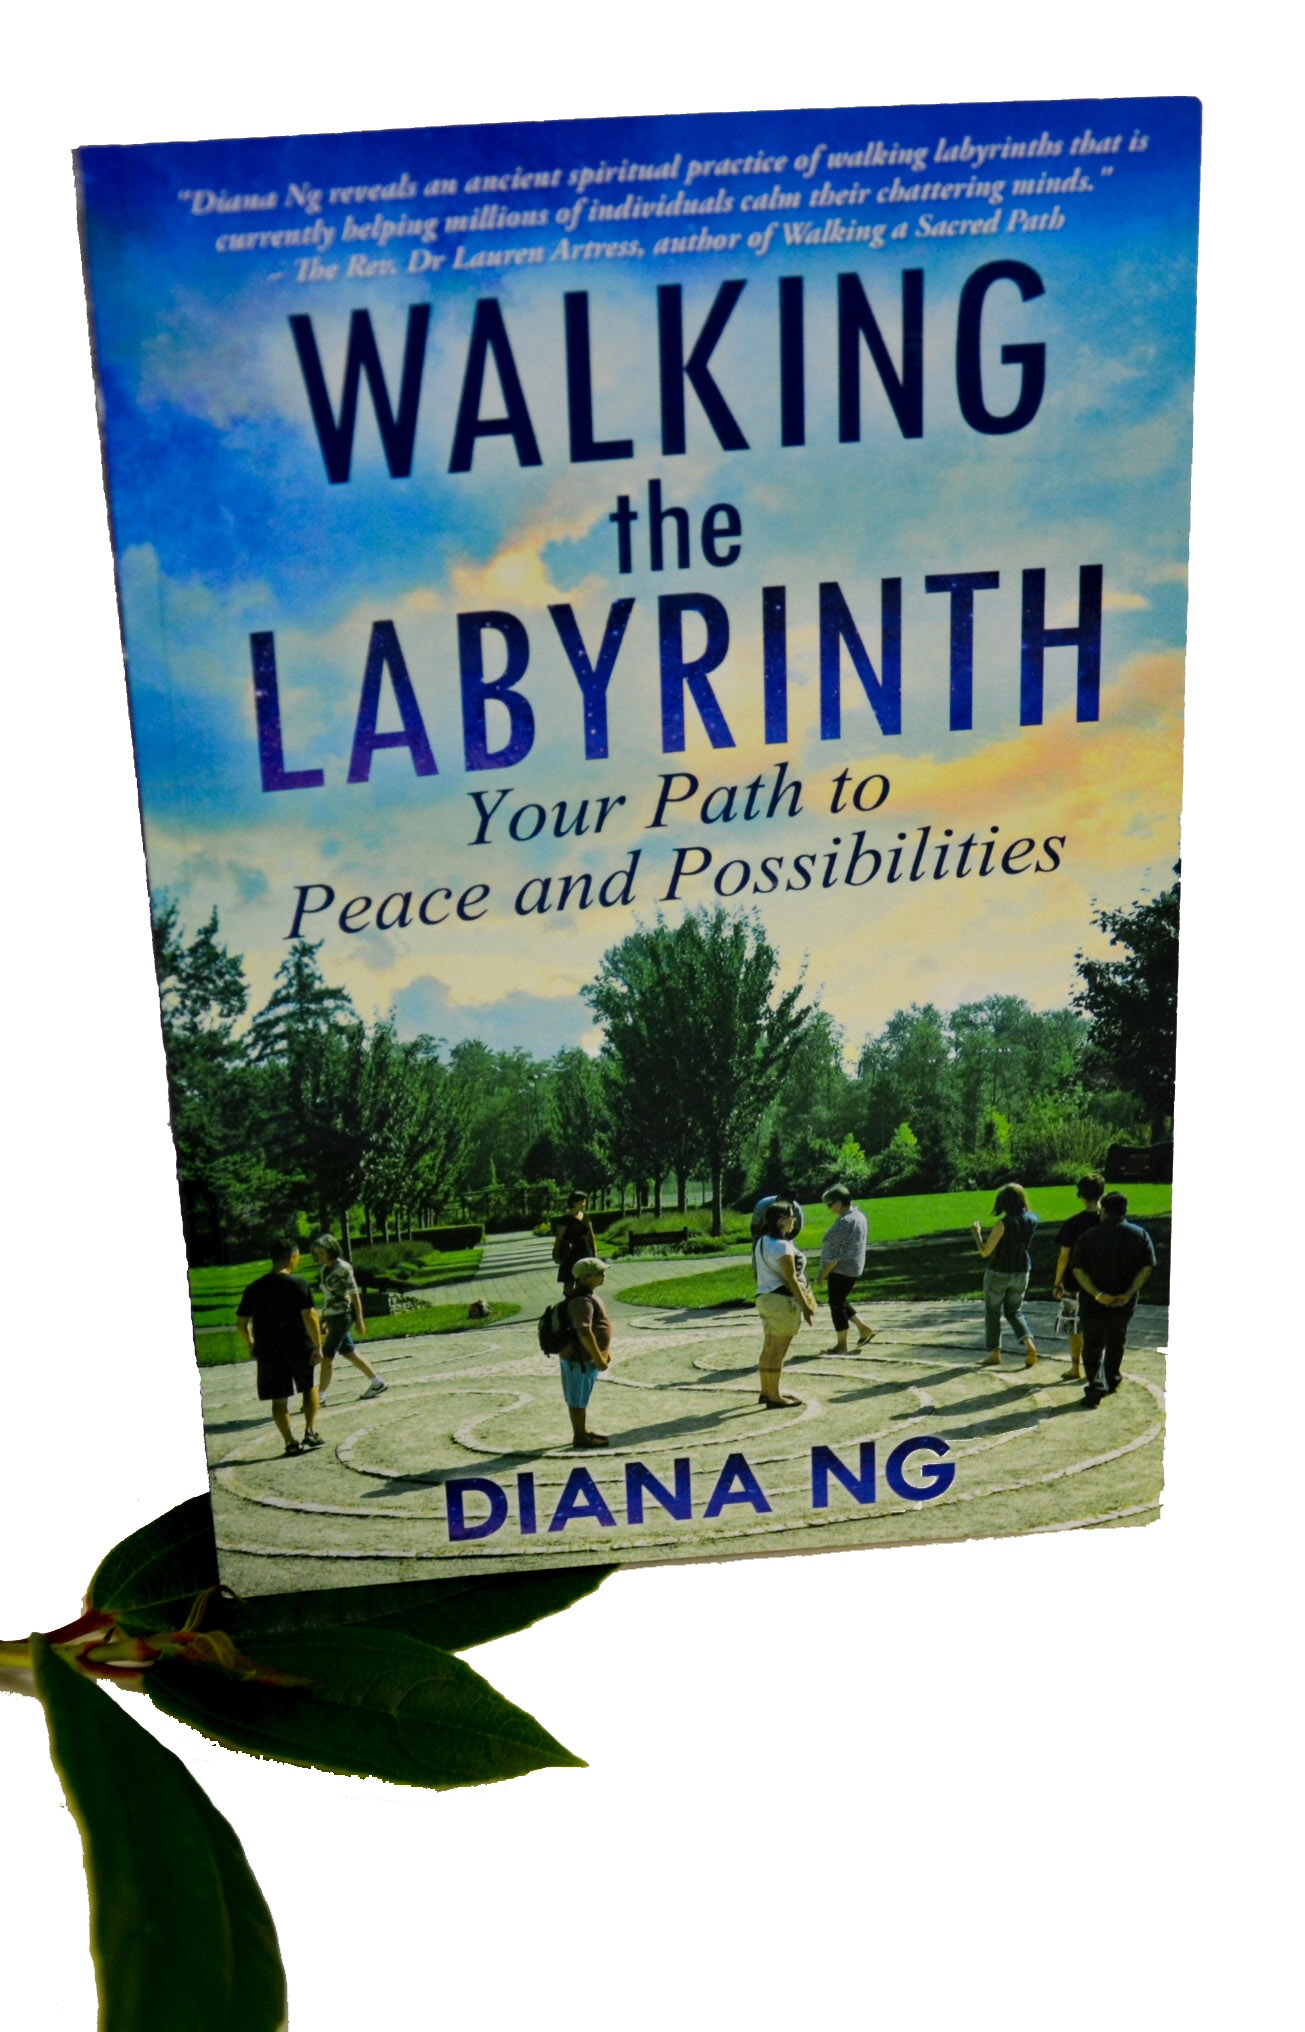 "Diana Ng reveals an ancient spiritual practice of walking labyrinths that is
currently helping millions of individuals calm their chattering minds."
- The Rev. Dr Lauren Artress, author of Walking a Sacred Path
WALKING
the
LABYRINTH
Your Path to
Peace and Possibilities
DIANA NG